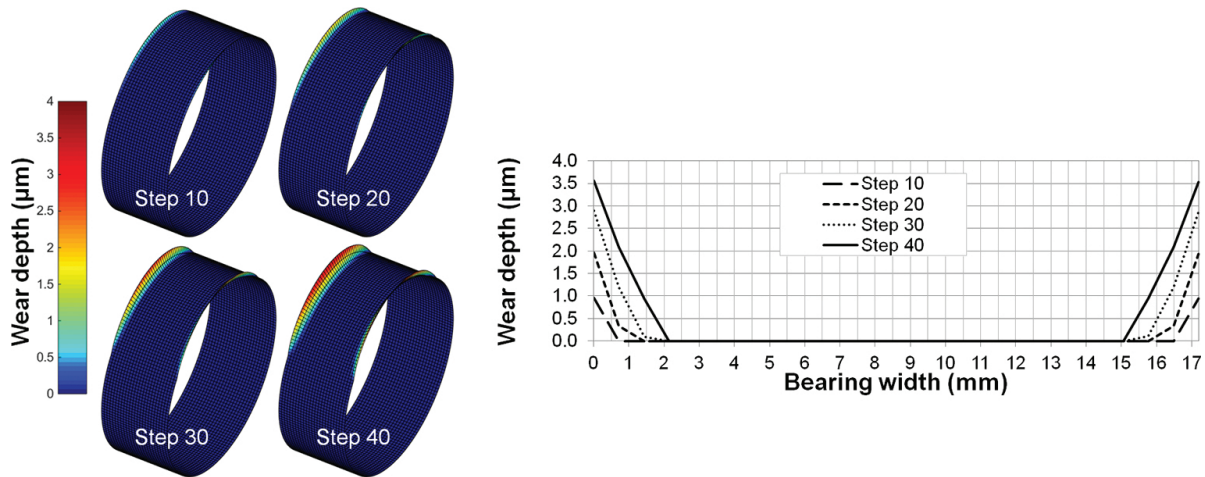 Wear depth (µm)
4
3.5
3
2.5
2
1.5
1
0.5
0
Step 10
Step 20
Step 30
Step 40
Wear depth (µm)
4.0
3.5
3.0
2.5
2.0
1.5
1.0
0.5
0.0
Step 10
Step 20
Step 30
Step 40
0 1 2 3 4 5 6 7 8 9 10 11 12 13 14 15 16 17
Bearing width (mm)